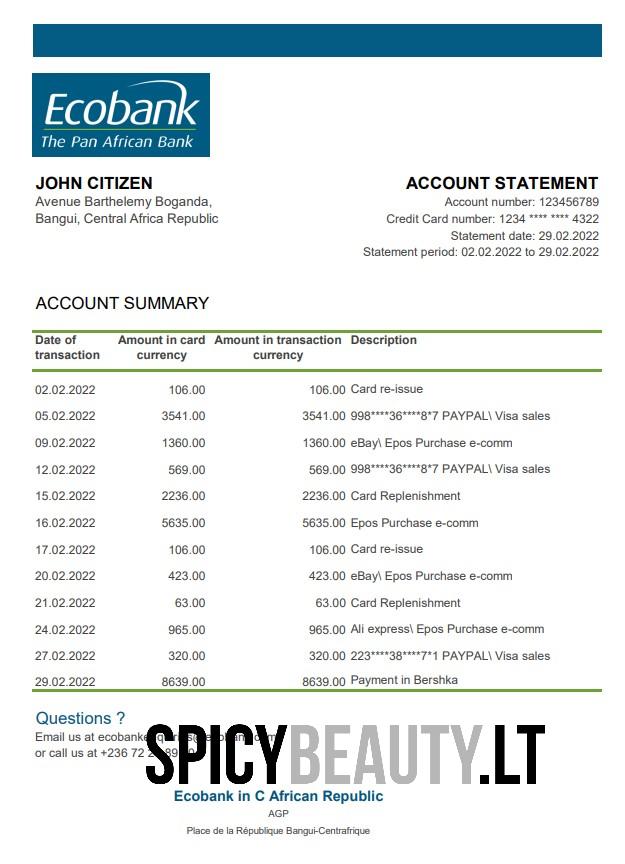 Ecobank
The Pan African Bank
JOHN CITIZEN
Avenue Barthelemy Boganda,
Bangui, Central Africa Republic
ACCOUNT STATEMENT
Account number: 123456789
Credit Card number: 1234 **** **** 4322
Statement date: 29.02.2022
Statement period: 02.02.2022 to 29.02.2022
ACCOUNT SUMMARY
Date of transaction Amount in card currency Amount in transaction currency Description
02.02.2022 106.00 106.00 Card re-issue
05.02.2022 3541.00 3541.00 998****36****8*7 PAYPAL\ Visa sales
09.02.2022 1360.00 1360.00 eBay\ Epos Purchase e-comm
12.02.2022 569.00 569.00 998****36****8*7 PAYPAL\ Visa sales
15.02.2022 2236.00 2236.00 Card Replenishment
16.02.2022 5635.00 5635.00 Epos Purchase e-comm
17.02.2022 106.00 106.00 Card re-issue
20.02.2022 423.00 423.00 eBay\ Epos Purchase e-comm
21.02.2022 63.00 63.00 Card Replenishment
24.02.2022 965.00 965.00 Ali express\ Epos Purchase e-comm
27.02.2022 320.00 320.00 223****38****7*1 PAYPAL\ Visa sales
29.02.2022 8639.00 8639.00 Payment in Bershka
Questions ?
Email us at
or call us at +236 72
SPICYBEAUTY.LT
Ecobank in C African Republic
AGP
Place de la République Bangui-Centrafrique